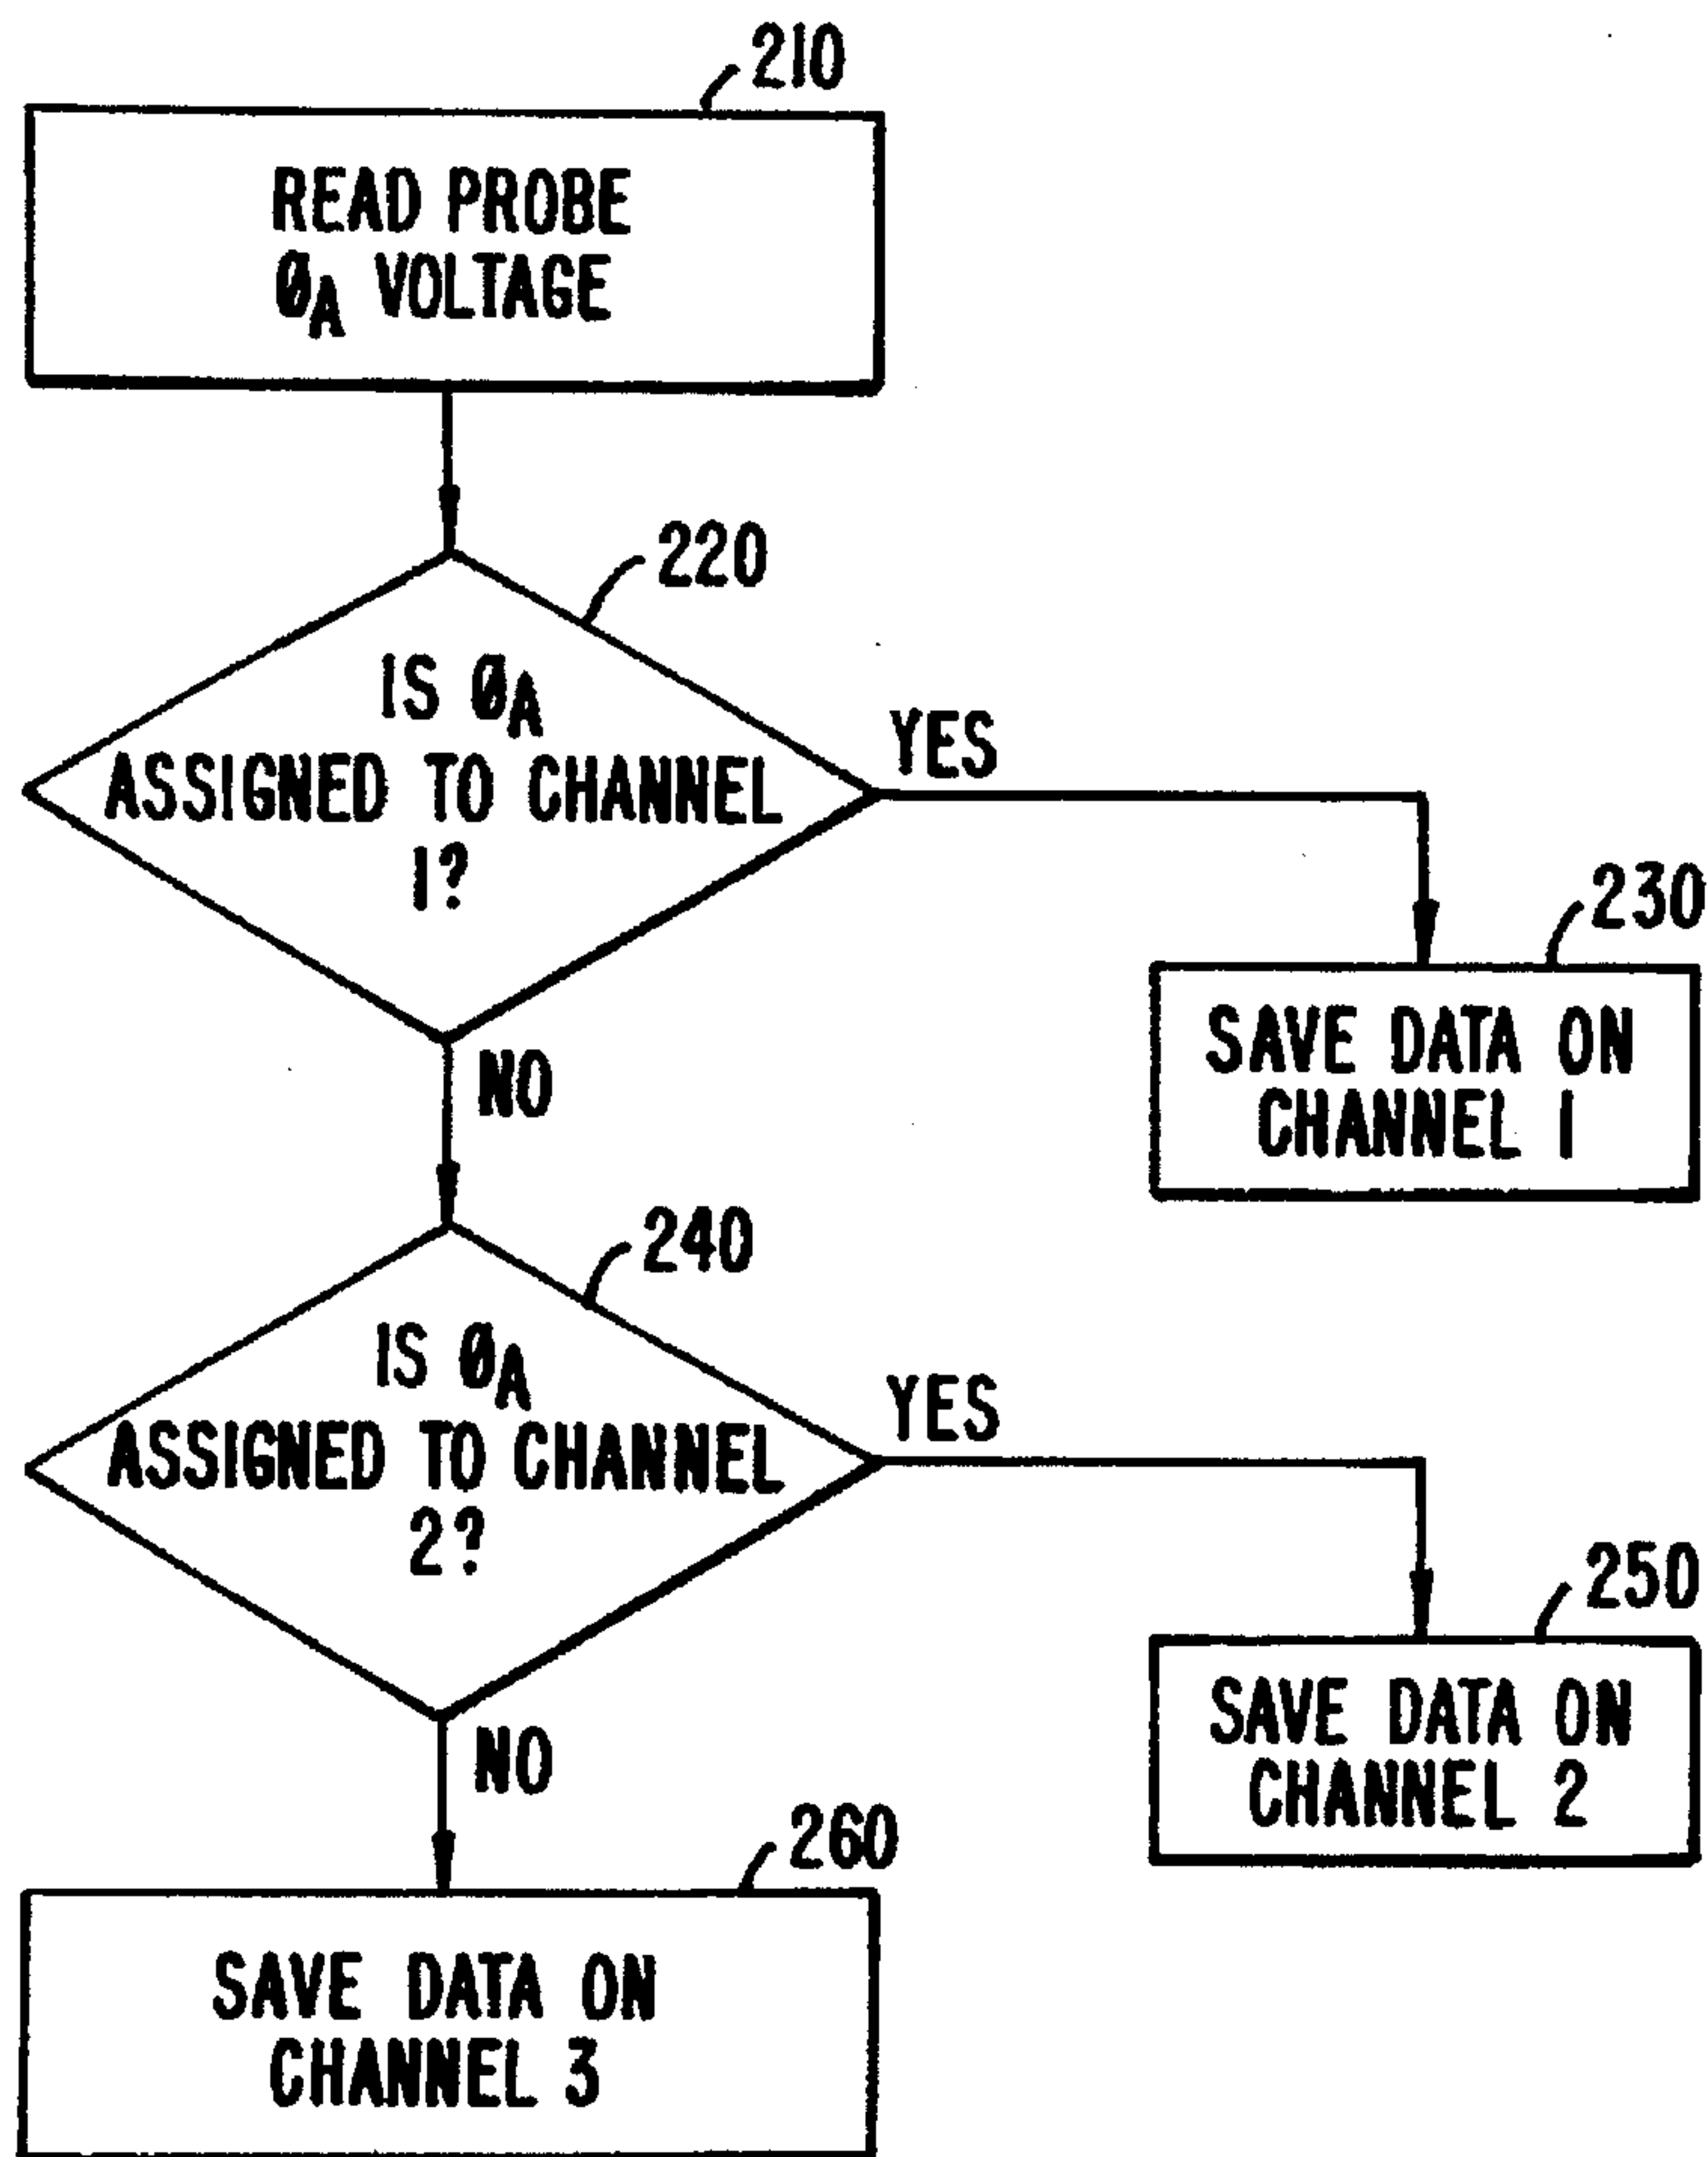 210
READ PROBE
ØA VOLTAGE
220
IS ØA
ASSIGNED TO CHANNEL
1?
YES
230
SAVE DATA ON
CHANNEL 1
NO
240
IS ØA
ASSIGNED TO CHANNEL
2?
YES
250
SAVE DATA ON
CHANNEL 2
NO
260
SAVE DATA ON
CHANNEL 3